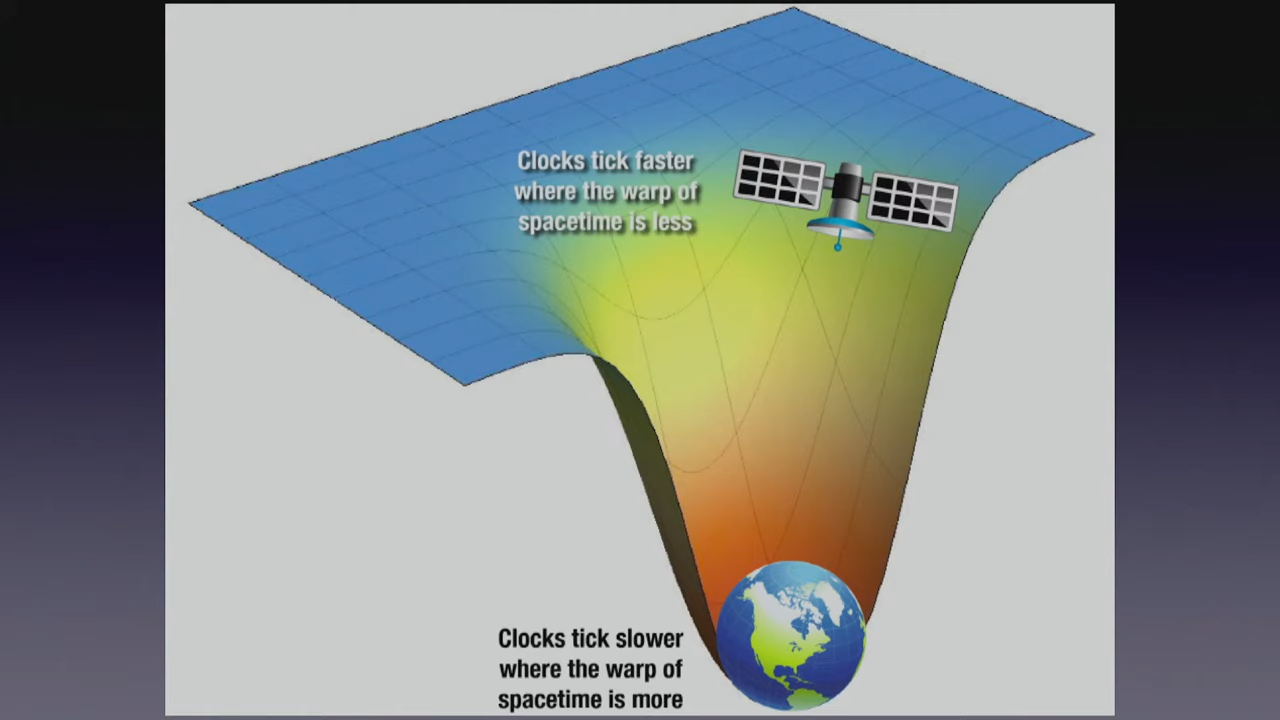 Clocks tick faster
where the warp of
spacetime is less
Clocks tick slower
where the warp of
spacetime is more